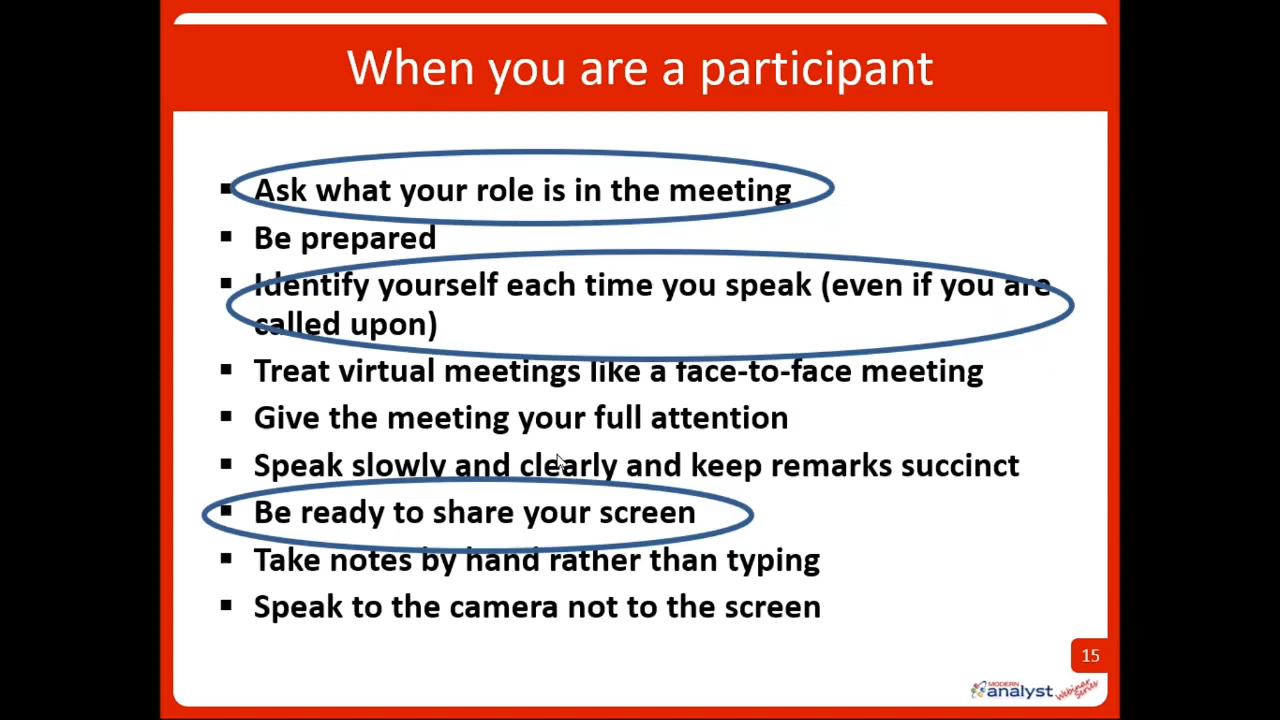 When you are a participant
Ask what your role is in the meeting
Be prepared
Identify yourself each time you speak (even if you are
called upon)
Treat virtual meetings like a face-to-face meeting
Give the meeting your full attention
Speak slowly and clearly and keep remarks succinct
Be ready to share your screen
Take notes by hand rather than typing
Speak to the camera not to the screen
15
MODERN
analyst Webinar
Series